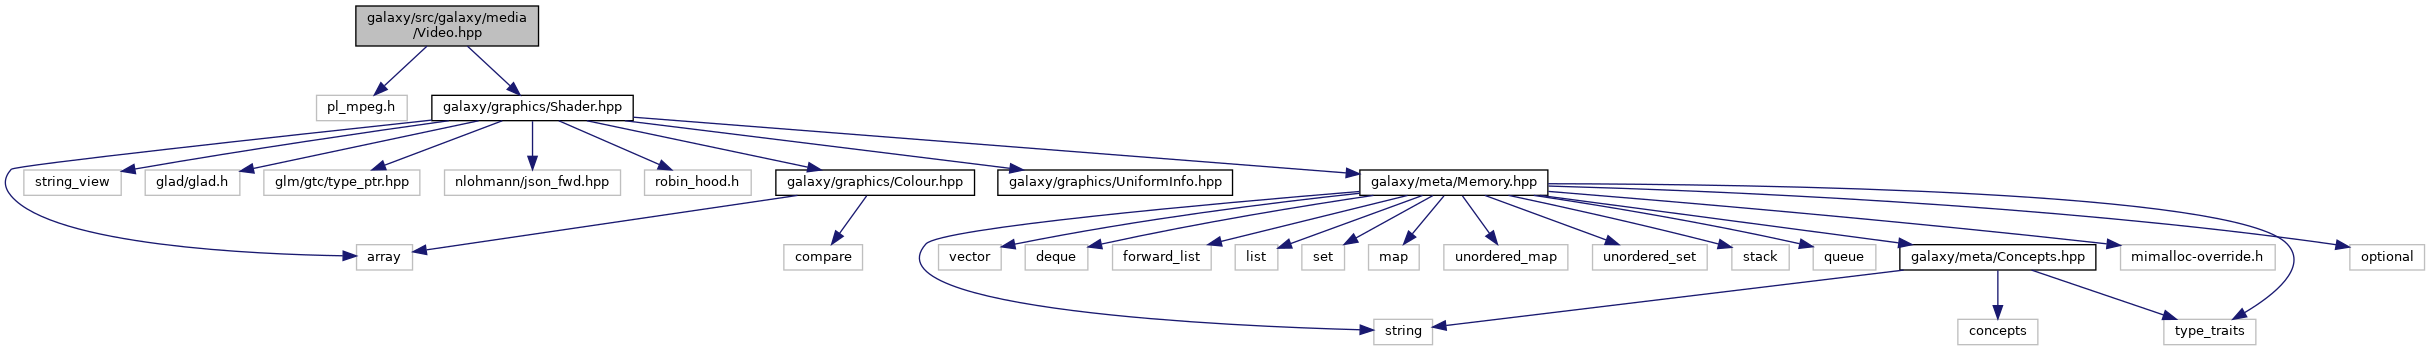 galaxy/src/galaxy/media
/Video.hpp
pl_mpeg.h
galaxy/graphics/Shader.hpp
string_view
glad/glad.h
glm/gtc/type_ptr.hpp
nlohmann/json_fwd.hpp
robin_hood.h
galaxy/graphics/Colour.hpp
galaxy/graphics/UniformInfo.hpp
galaxy/meta/Memory.hpp
array
compare
vector
deque
forward_list
list
set
map
unordered_map
unordered_set
stack
queue
galaxy/meta/Concepts.hpp
mimalloc-override.h
optional
string
concepts
type_traits